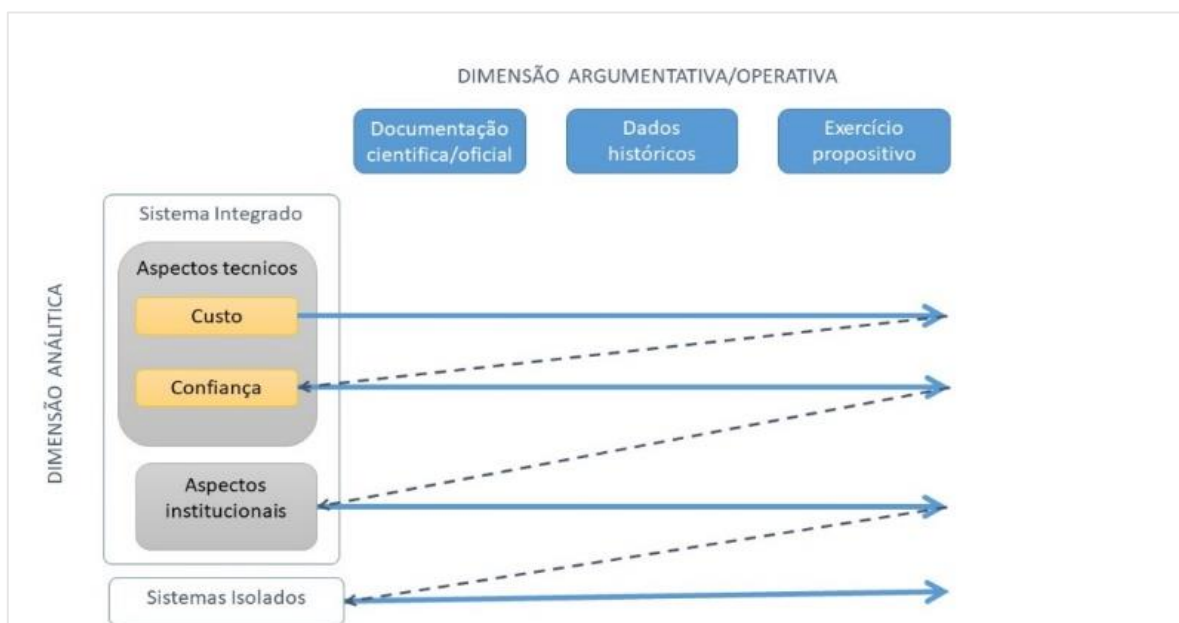 DIMENSÃO ARGUMENTATIVA/OPERATIVA
Documentação
cientifica/oficial
Dados
históricos
Exercício
propositivo
DIMENSÃO ANÁLITICA
Sistema Integrado
Aspectos tecnicos
Custo
Confiança
Aspectos
institucionais
Sistemas Isolados